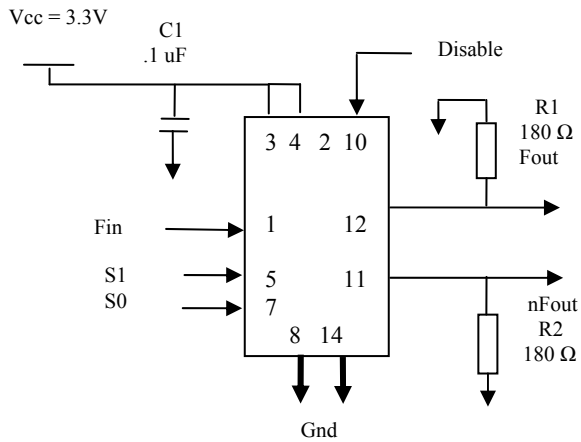 Vcc = 3.3V
C1
.1 uF
Disable
R1
180 Ω
Fout
3 4 2 10
Fin
1 12
S1
S0
5 11
7
nFout
R2
180 Ω
8 14
Gnd